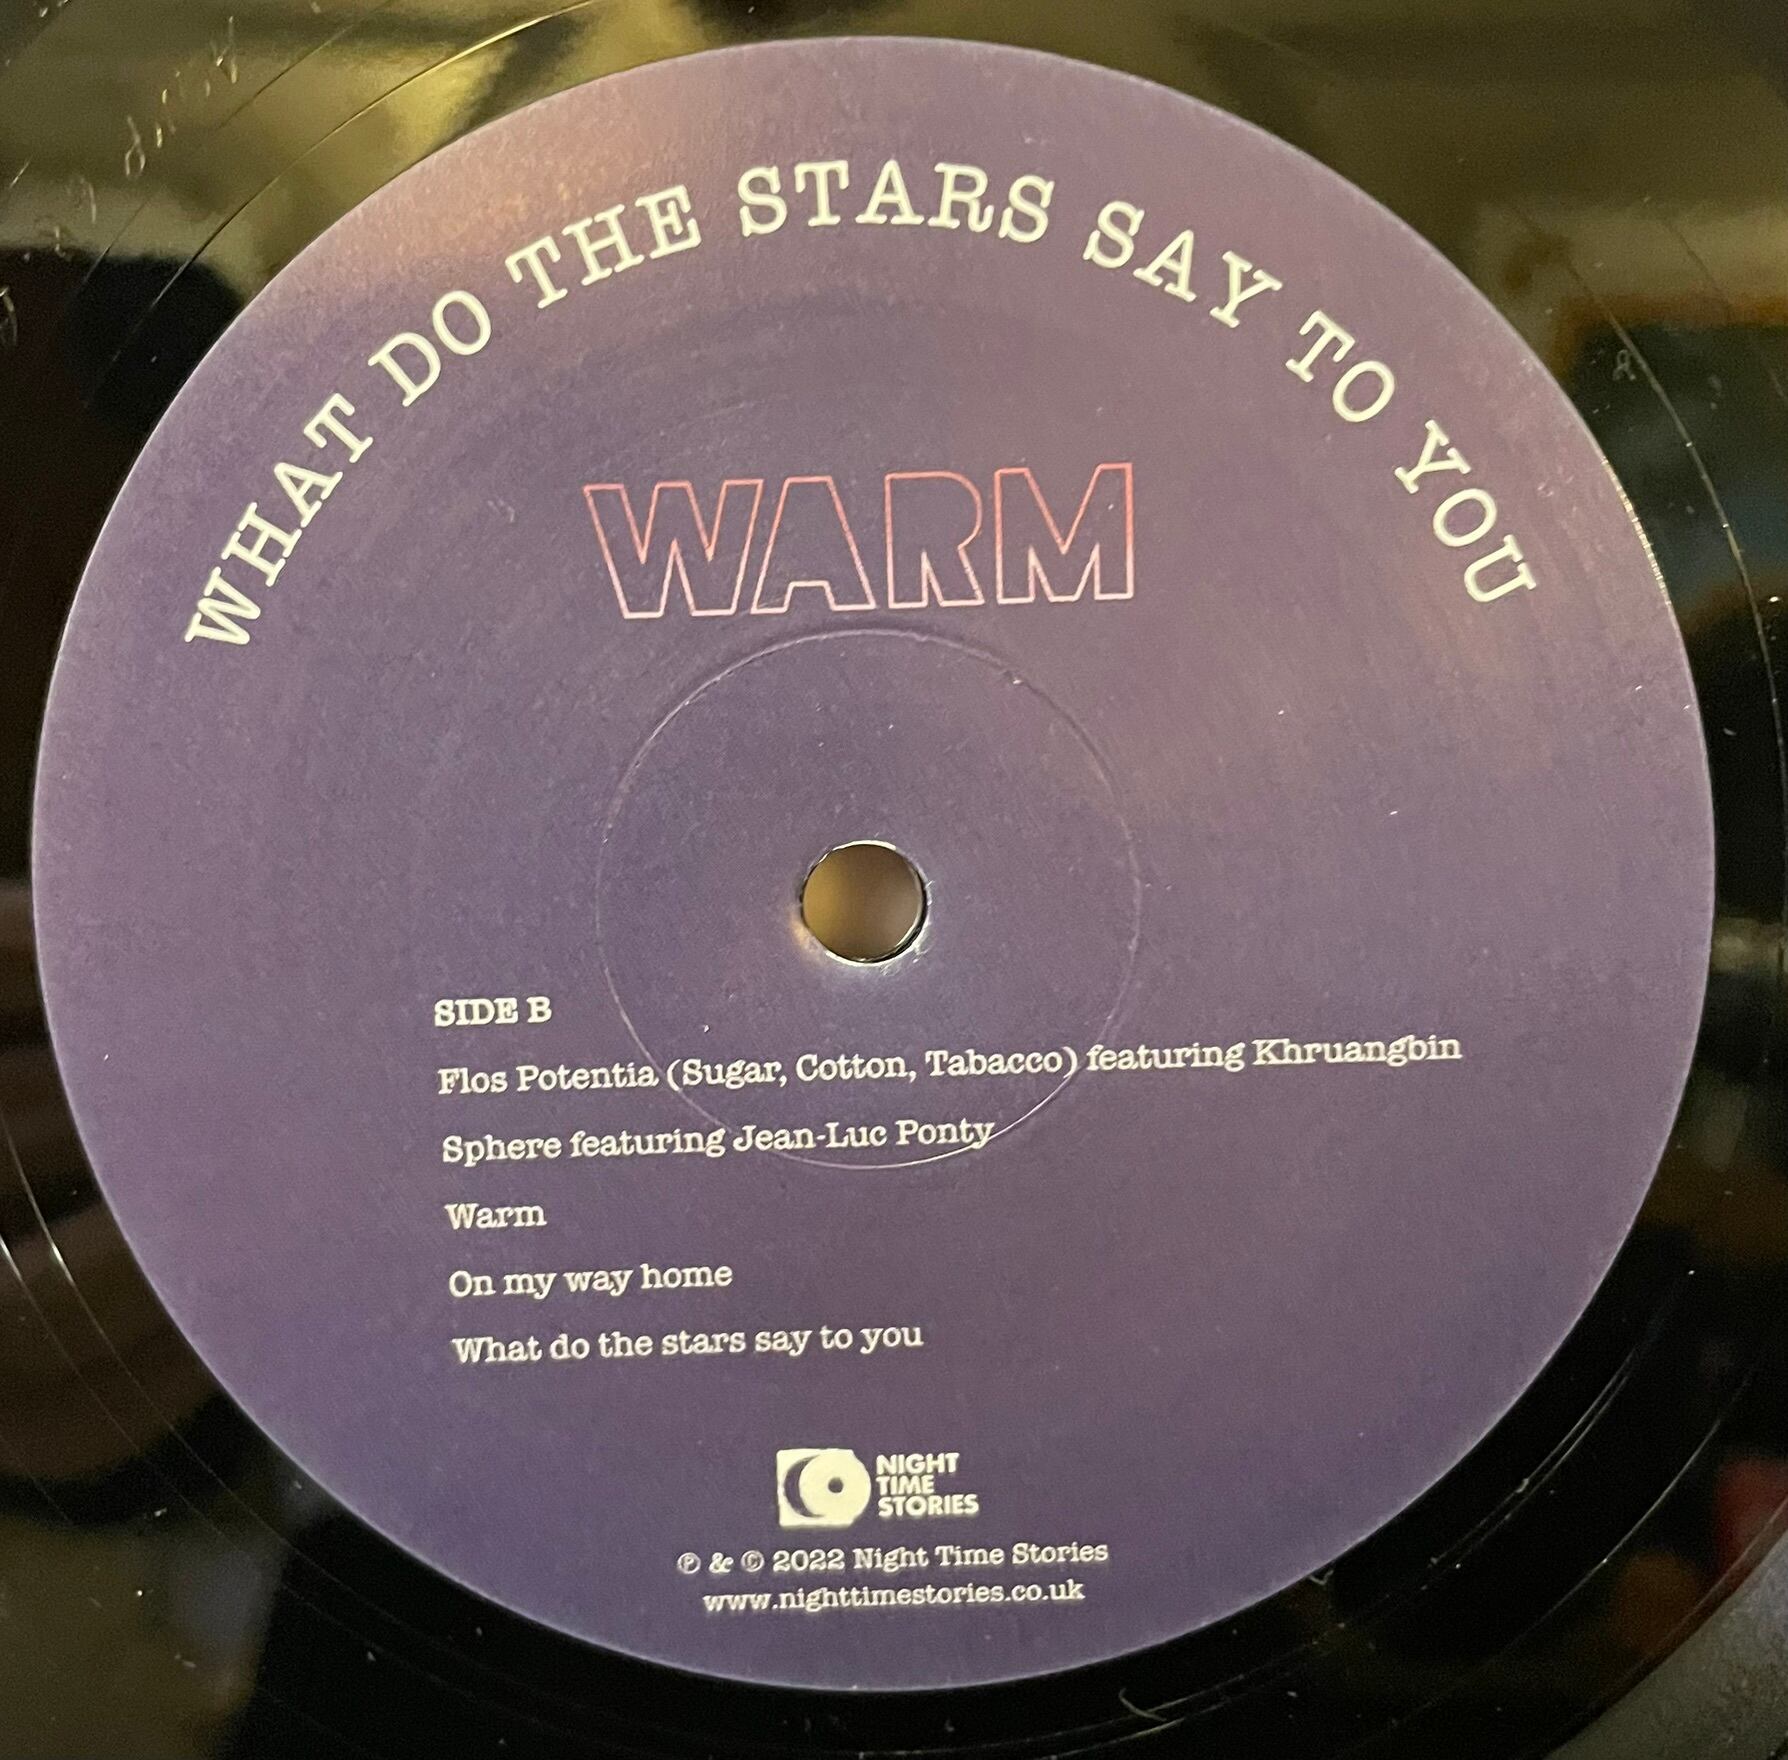 WHAT DO THE STARS SAY TO YOU
WARM
SIDE B
Flos Potentia (Sugar, Cotton, Tabacco) featuring Khruangbin
Sphere featuring Jean-Luc Ponty
Warm
On my way home
What do the stars say to you
NIGHT
TIME
STORIES
℗ & © 2022 Night Time Stories
www.nighttimestories.co.uk